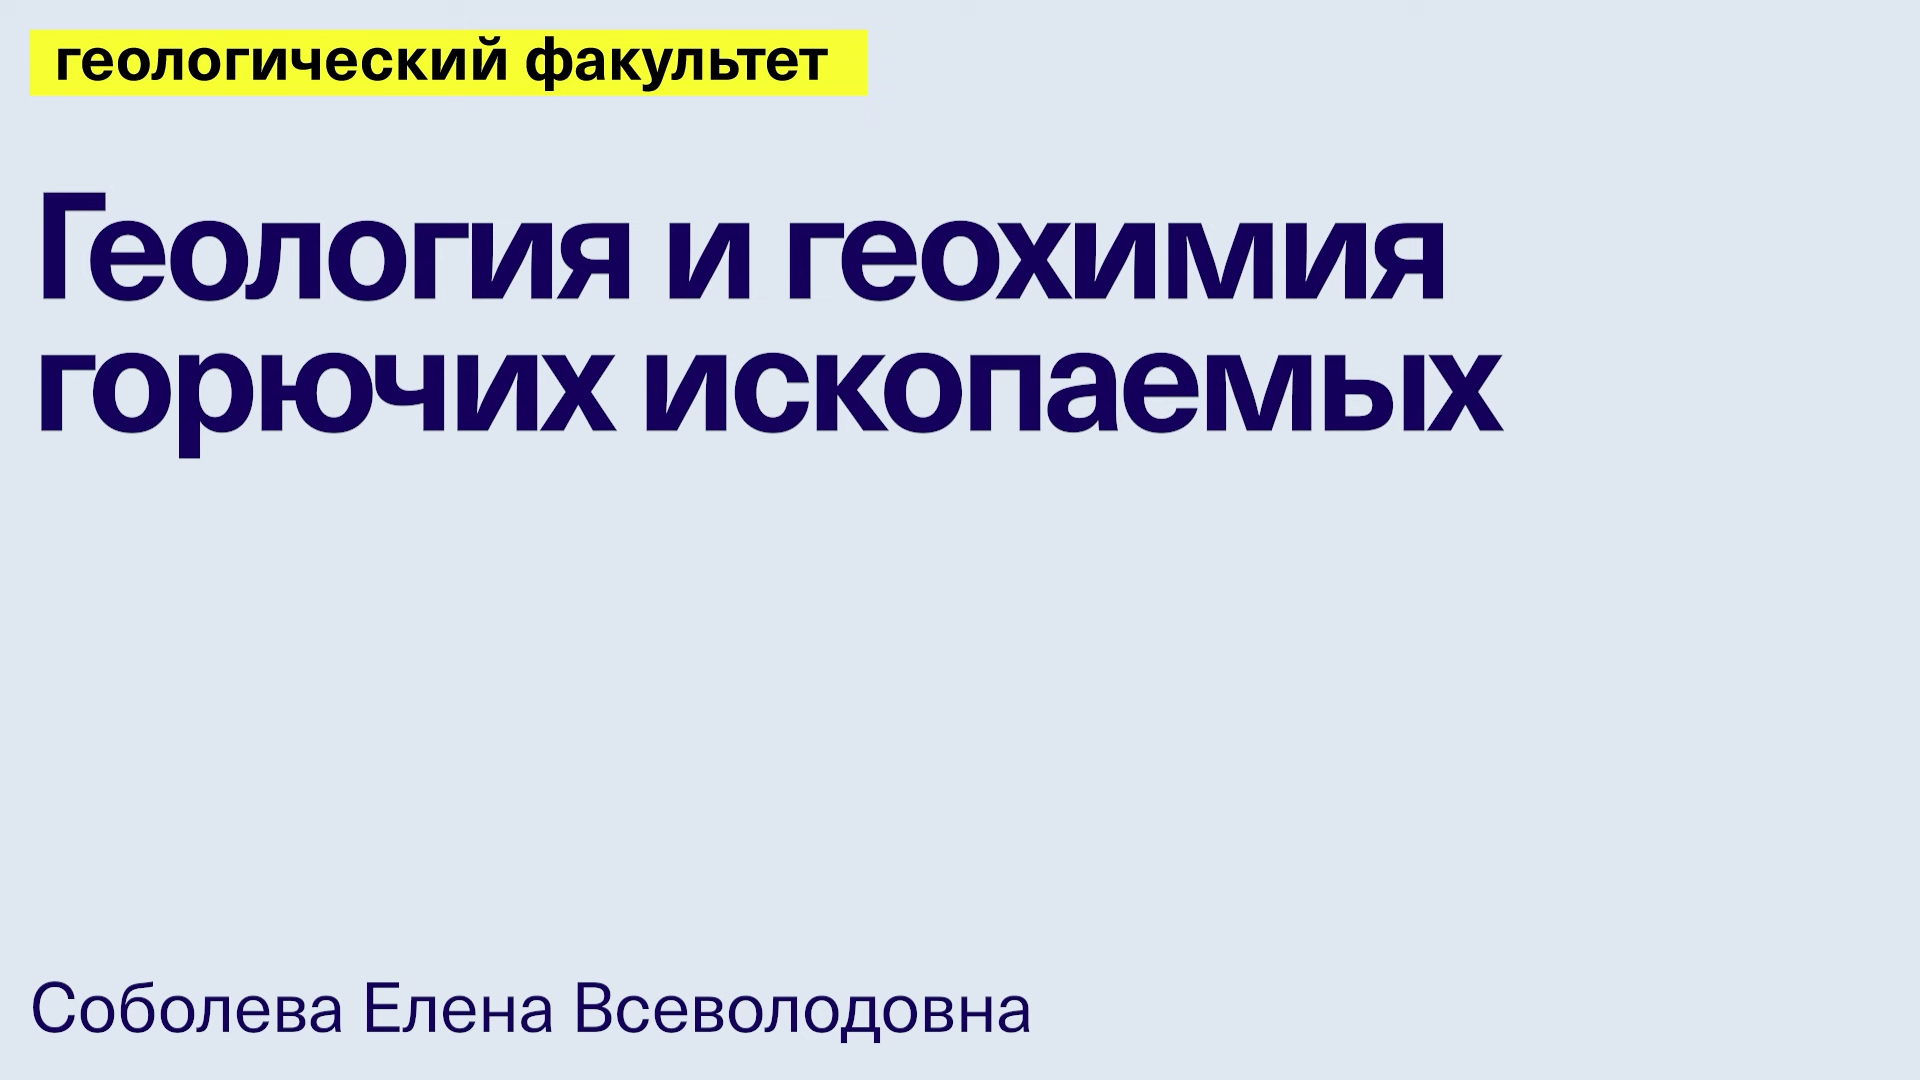 геологический факультет
Геология и геохимия
горючих ископаемых
Соболева Елена Всеволодовна